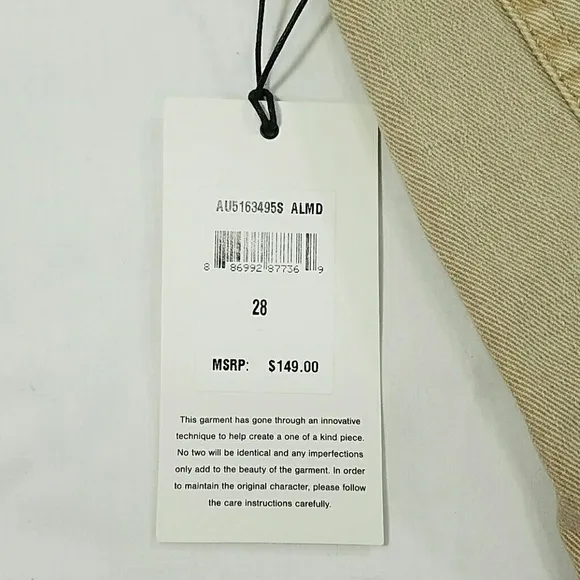 AU5163495S ALMD
8 86992 87736 9
28
MSRP: $149.00
This garment has gone through an innovative
technique to help create a one of a kind piece.
No two will be identical and any imperfections
only add to the beauty of the garment. In order
to maintain the original character, please follow
the care instructions carefully.